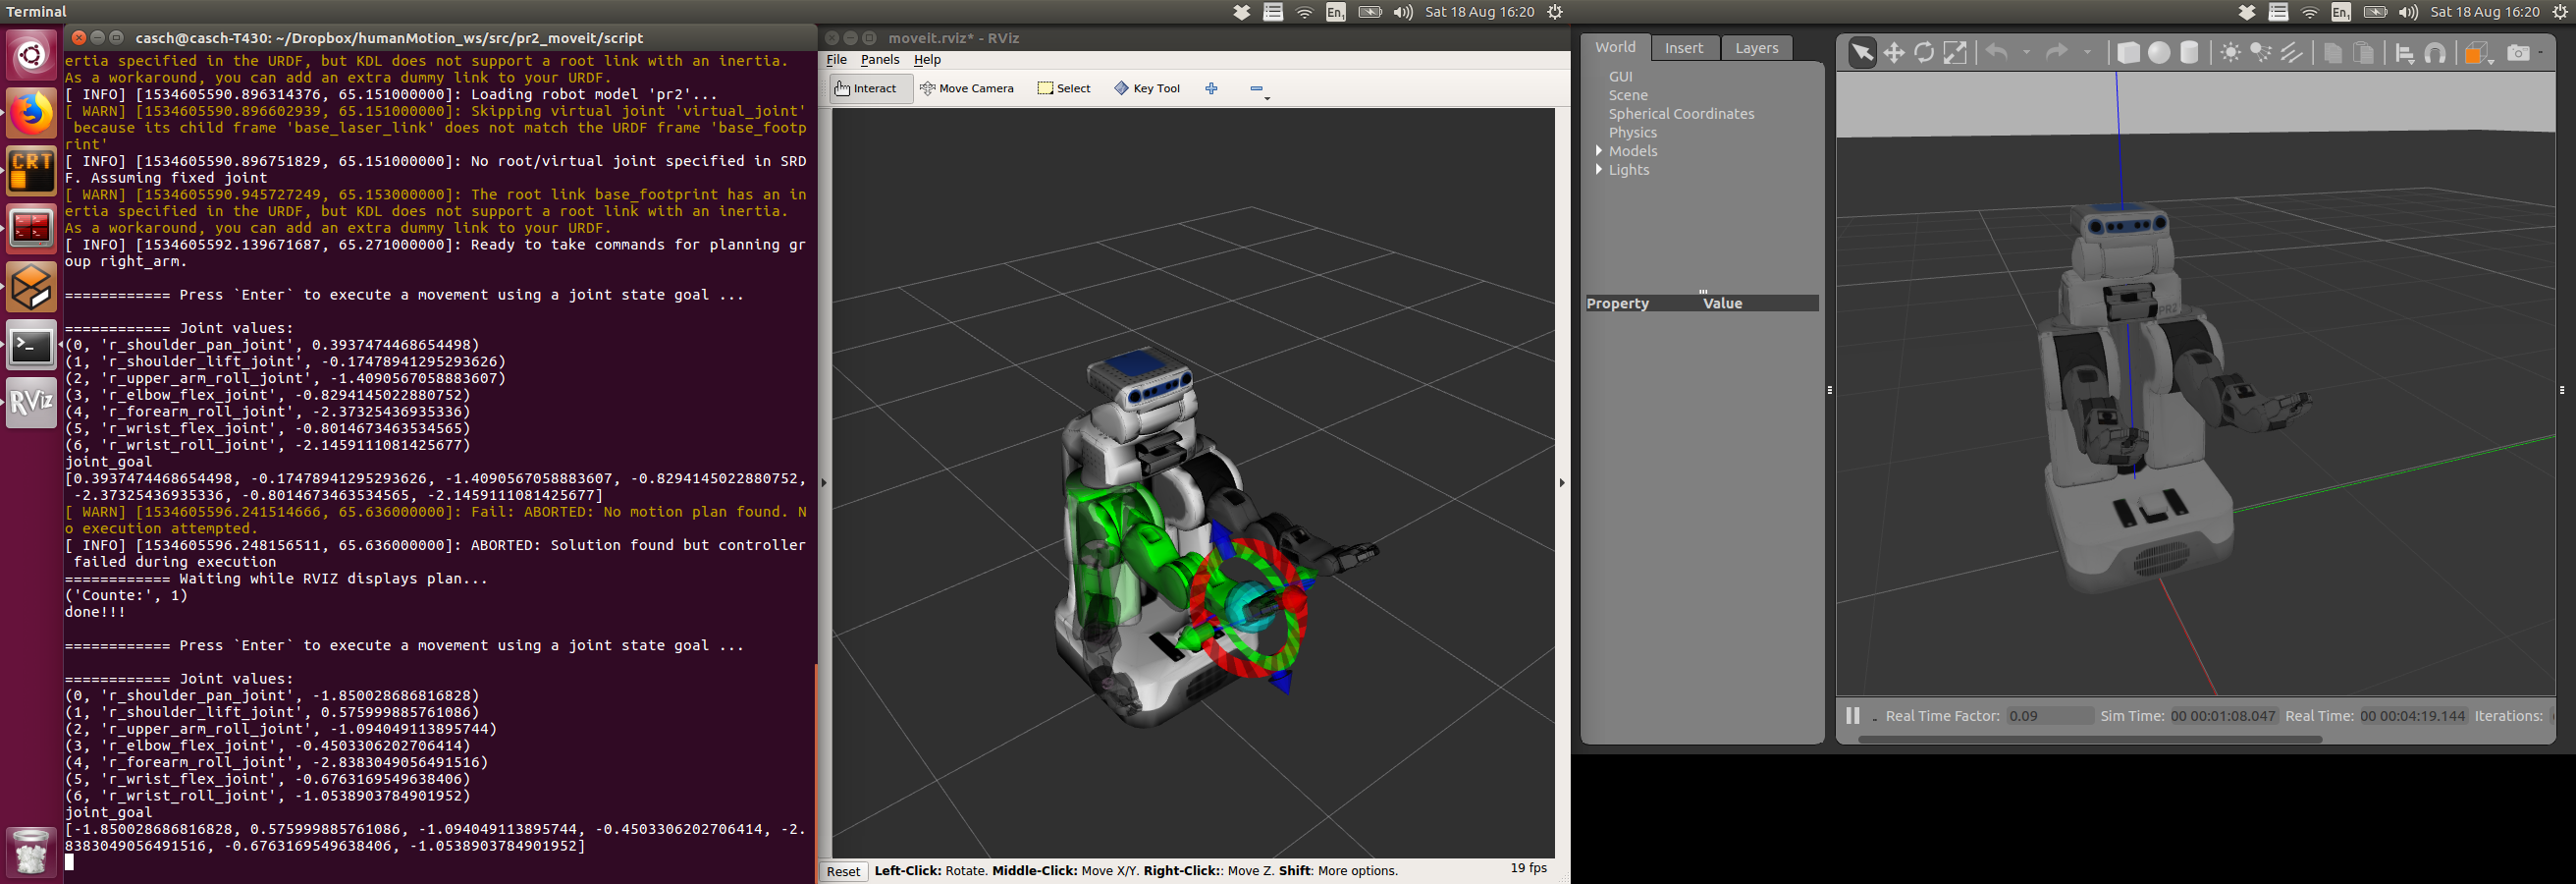 Terminal
En1
Sat 18 Aug 16:20
En1
Sat 18 Aug 16:20
casch@casch-T430: ~/Dropbox/humanMotion_ws/src/pr2_moveit/script
ertia specified in the URDF, but KDL does not support a root link with an inertia.
As a workaround, you can add an extra dummy link to your URDF.
[ INFO] [1534605590.896314376, 65.151000000]: Loading robot model 'pr2'...
[ WARN] [1534605590.896602939, 65.151000000]: Skipping virtual joint 'virtual_joint'
because its child frame 'base_laser_link' does not match the URDF frame 'base_footp
rint'
[ INFO] [1534605590.896751829, 65.151000000]: No root/virtual joint specified in SRD
F. Assuming fixed joint
[ WARN] [1534605590.945727249, 65.153000000]: The root link base_footprint has an in
ertia specified in the URDF, but KDL does not support a root link with an inertia.
As a workaround, you can add an extra dummy link to your URDF.
[ INFO] [1534605592.139671687, 65.271000000]: Ready to take commands for planning gr
oup right_arm.
============ Press `Enter` to execute a movement using a joint state goal ...
============ Joint values:
(0, 'r_shoulder_pan_joint', 0.3937474468654498)
(1, 'r_shoulder_lift_joint', -0.17478941295293626)
(2, 'r_upper_arm_roll_joint', -1.4090567058883607)
(3, 'r_elbow_flex_joint', -0.8294145022880752)
(4, 'r_forearm_roll_joint', -2.37325436935336)
(5, 'r_wrist_flex_joint', -0.8014673463534565)
(6, 'r_wrist_roll_joint', -2.1459111081425677)
joint_goal
[0.3937474468654498, -0.17478941295293626, -1.4090567058883607, -0.8294145022880752,
-2.37325436935336, -0.8014673463534565, -2.1459111081425677]
[ WARN] [1534605596.241514666, 65.636000000]: Fail: ABORTED: No motion plan found. N
o execution attempted.
[ INFO] [1534605596.248156511, 65.636000000]: ABORTED: Solution found but controller
failed during execution
============ Waiting while RVIZ displays plan...
('Counte:', 1)
done!!!
============ Press `Enter` to execute a movement using a joint state goal ...
============ Joint values:
(0, 'r_shoulder_pan_joint', -1.850028686816828)
(1, 'r_shoulder_lift_joint', 0.575999885761086)
(2, 'r_upper_arm_roll_joint', -1.094049113895744)
(3, 'r_elbow_flex_joint', -0.4503306202706414)
(4, 'r_forearm_roll_joint', -2.8383049056491516)
(5, 'r_wrist_flex_joint', -0.6763169549638406)
(6, 'r_wrist_roll_joint', -1.0538903784901952)
joint_goal
[-1.850028686816828, 0.575999885761086, -1.094049113895744, -0.4503306202706414, -2.
8383049056491516, -0.6763169549638406, -1.0538903784901952]
CRT
RViz
moveit.rviz* - RViz
File Panels Help
Interact Move Camera Select Key Tool
Reset Left-Click: Rotate. Middle-Click: Move X/Y. Right-Click:: Move Z. Shift: More options. 19 fps
World Insert Layers
GUI
Scene
Spherical Coordinates
Physics
Models
Lights
Property Value
PR2
Real Time Factor: 0.09 Sim Time: 00 00:01:08.047 Real Time: 00 00:04:19.144 Iterations: